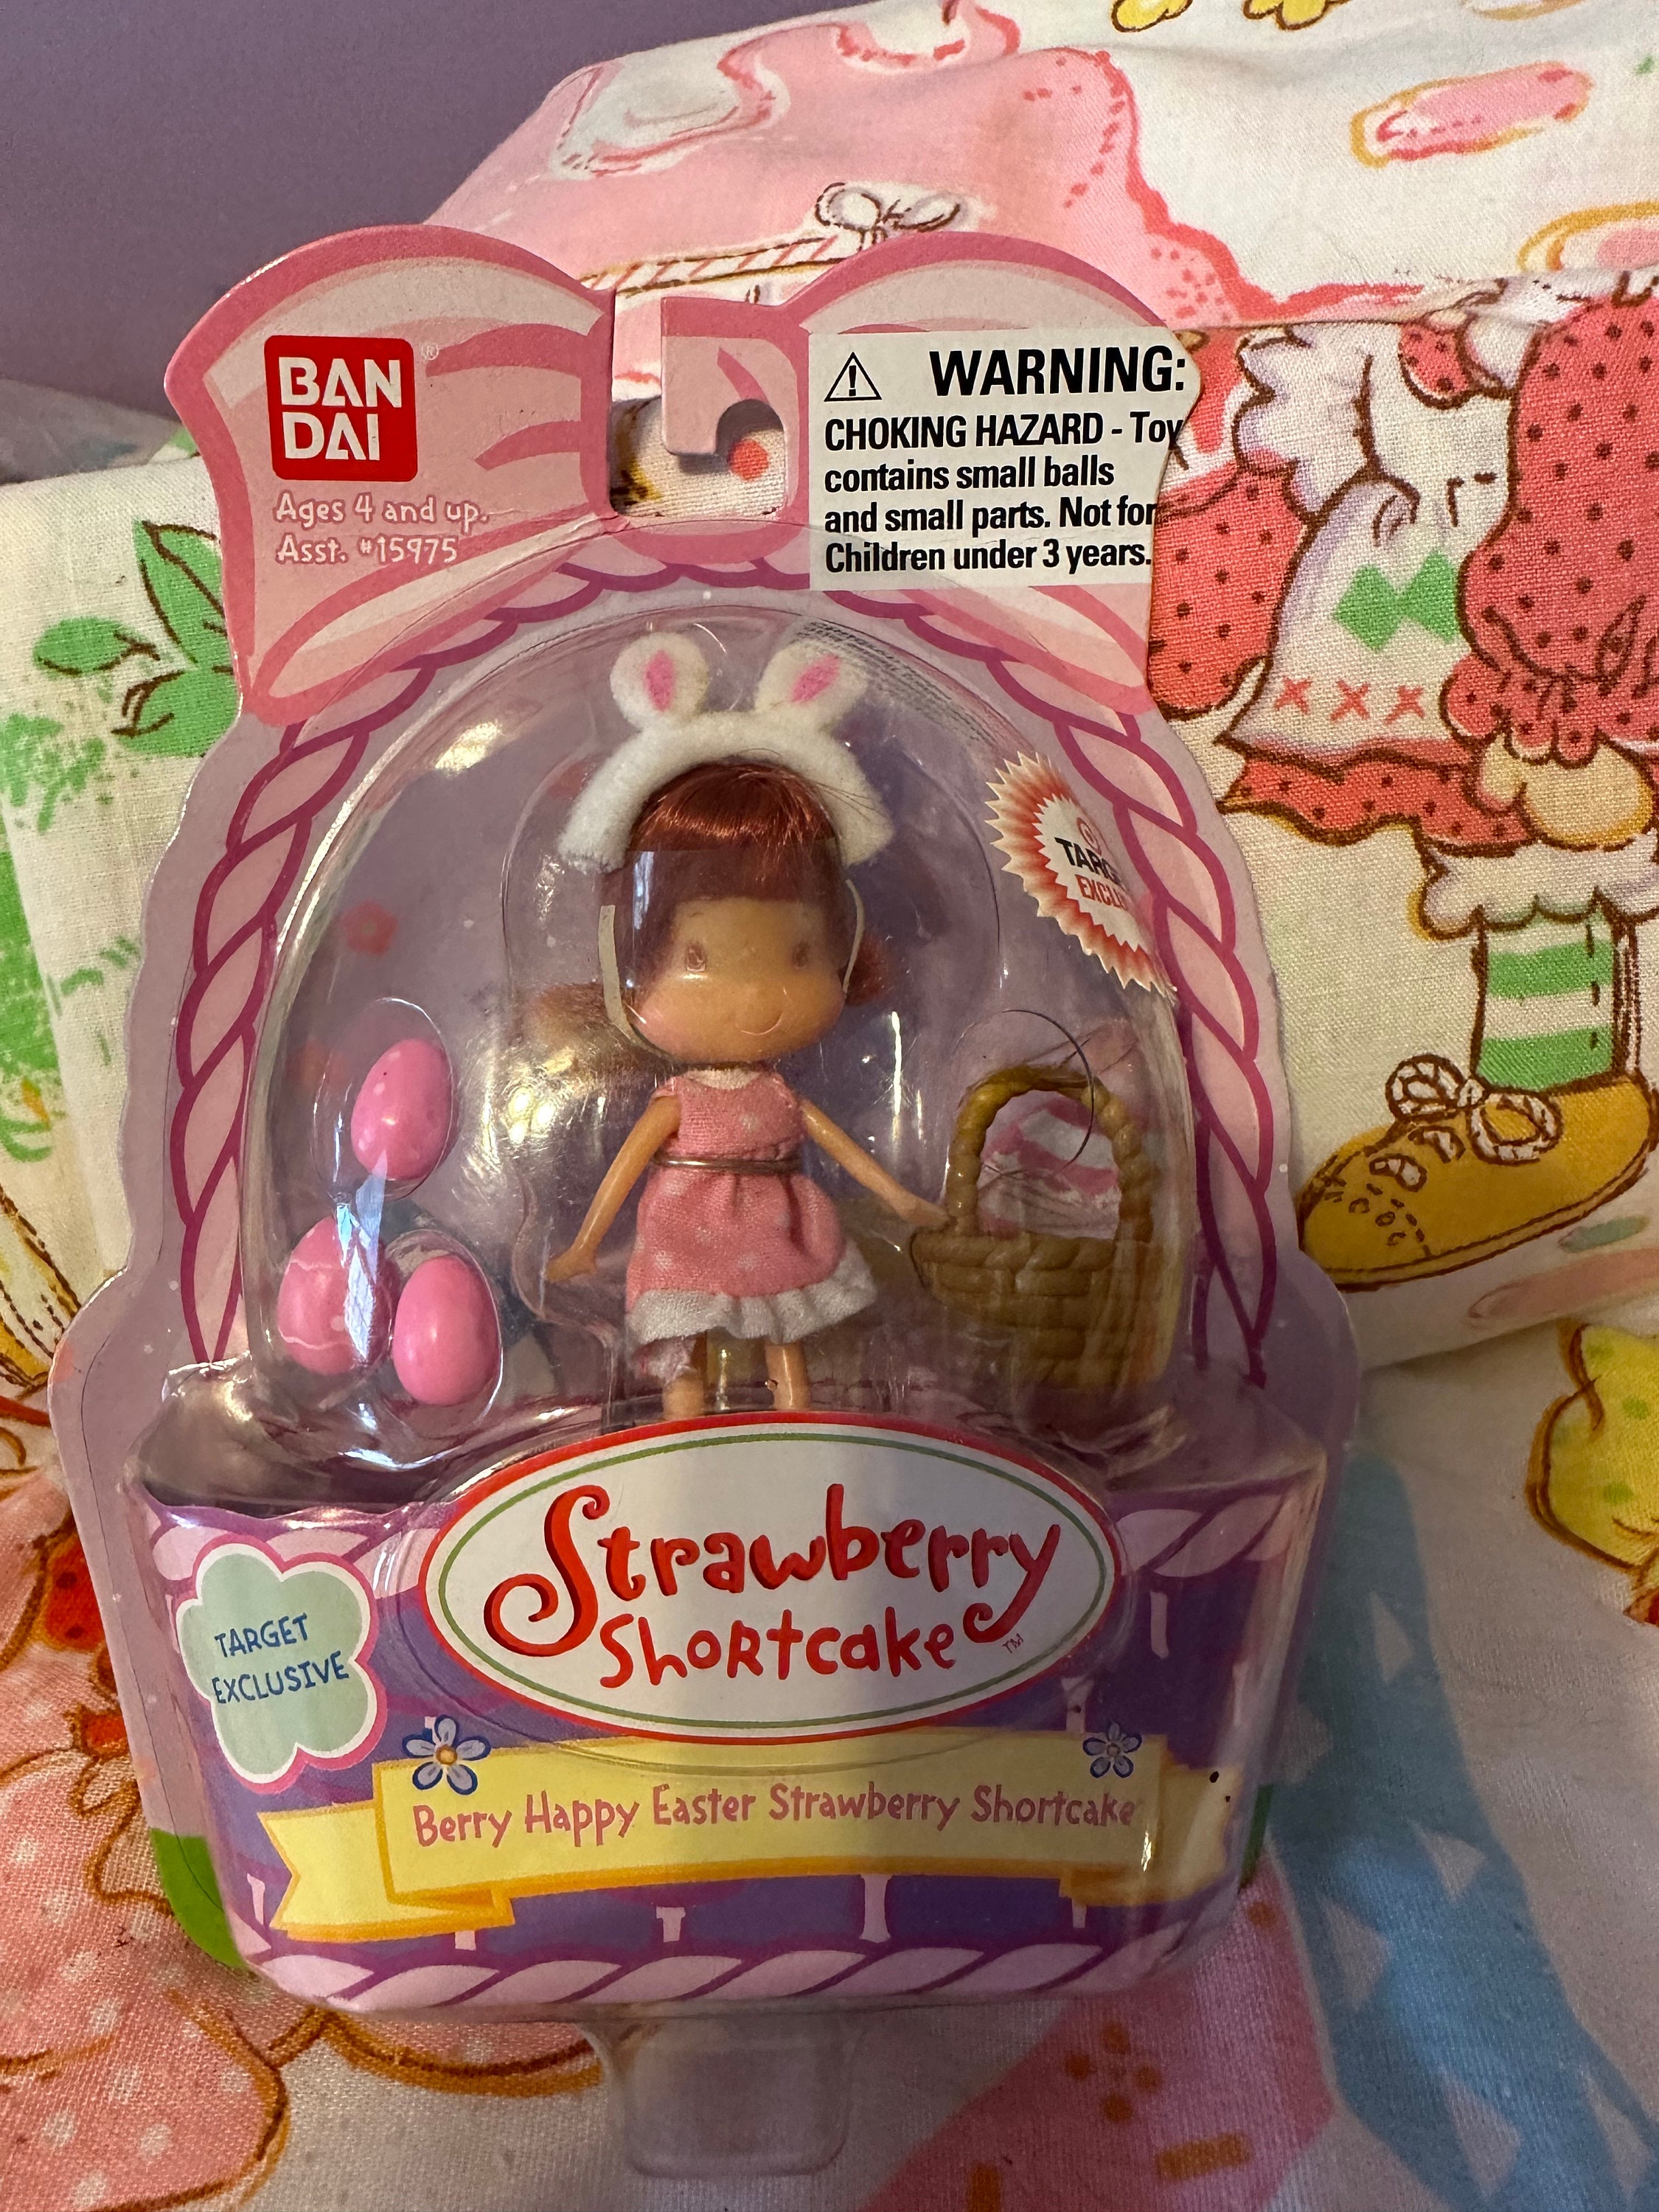 BAN
DAI
®
Ages 4 and up.
Asst. #15975
WARNING:
CHOKING HAZARD - Toy
contains small balls
and small parts. Not for
Children under 3 years.
TARGET
EXCLUSIVE
Strawberry
Shortcake
TM
Berry Happy Easter Strawberry Shortcake